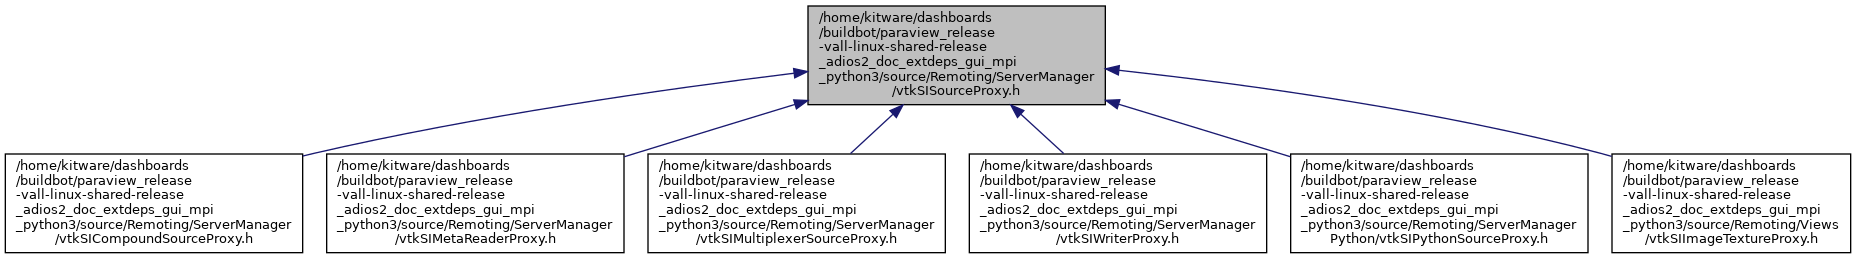 /home/kitware/dashboards
/buildbot/paraview_release
-vall-linux-shared-release
_adios2_doc_extdeps_gui_mpi
_python3/source/Remoting/ServerManager
/vtkSISourceProxy.h
/home/kitware/dashboards
/buildbot/paraview_release
-vall-linux-shared-release
_adios2_doc_extdeps_gui_mpi
_python3/source/Remoting/ServerManager
/vtkSICompoundSourceProxy.h
/home/kitware/dashboards
/buildbot/paraview_release
-vall-linux-shared-release
_adios2_doc_extdeps_gui_mpi
_python3/source/Remoting/ServerManager
/vtkSIMetaReaderProxy.h
/home/kitware/dashboards
/buildbot/paraview_release
-vall-linux-shared-release
_adios2_doc_extdeps_gui_mpi
_python3/source/Remoting/ServerManager
/vtkSIMultiplexerSourceProxy.h
/home/kitware/dashboards
/buildbot/paraview_release
-vall-linux-shared-release
_adios2_doc_extdeps_gui_mpi
_python3/source/Remoting/ServerManager
/vtkSIWriterProxy.h
/home/kitware/dashboards
/buildbot/paraview_release
-vall-linux-shared-release
_adios2_doc_extdeps_gui_mpi
_python3/source/Remoting/ServerManager
Python/vtkSIPythonSourceProxy.h
/home/kitware/dashboards
/buildbot/paraview_release
-vall-linux-shared-release
_adios2_doc_extdeps_gui_mpi
_python3/source/Remoting/Views
/vtkSIImageTextureProxy.h